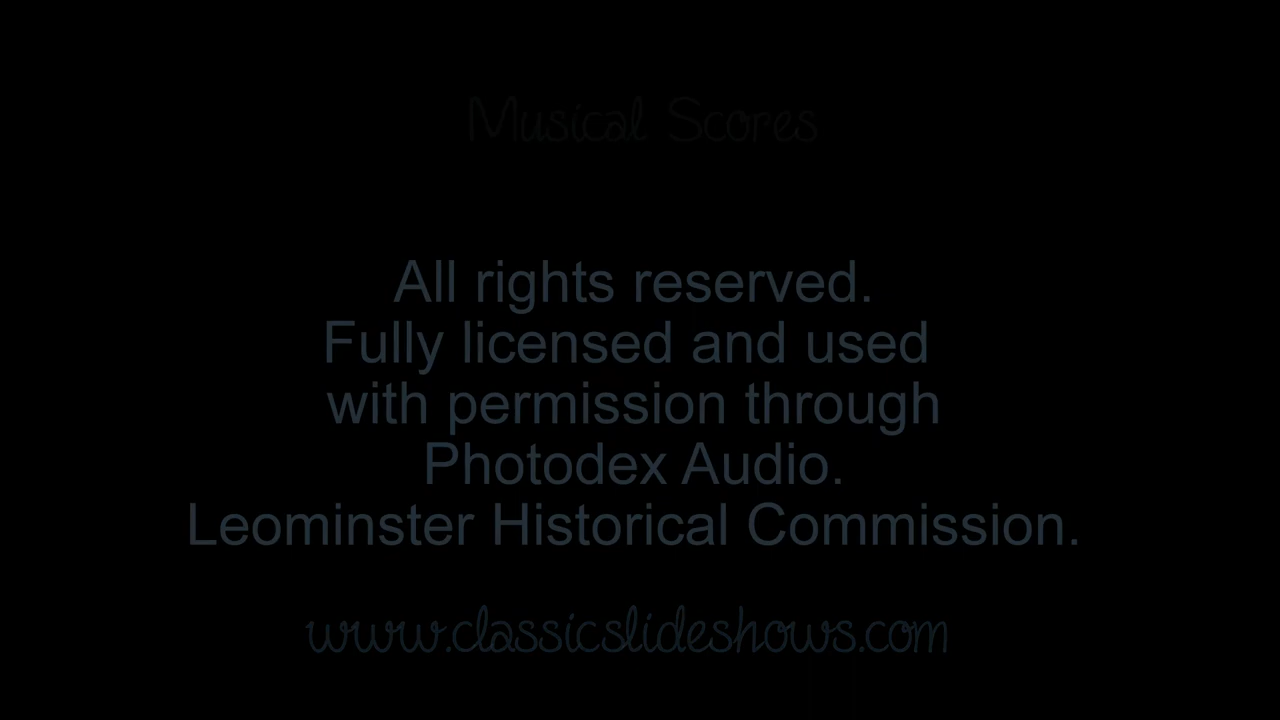 Musical Scores
All rights reserved.
Fully licensed and used
with permission through
Photodex Audio.
Leominster Historical Commission.
www.classicslideshows.com